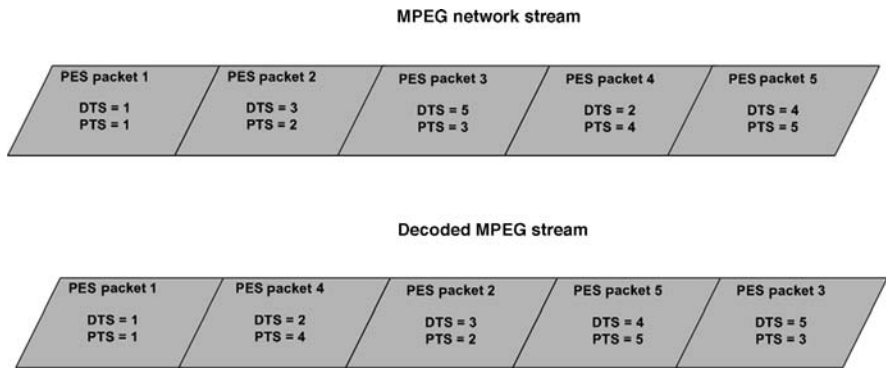 MPEG network stream
PES packet 1
DTS = 1
PTS = 1
PES packet 2
DTS = 3
PTS = 2
PES packet 3
DTS = 5
PTS = 3
PES packet 4
DTS = 2
PTS = 4
PES packet 5
DTS = 4
PTS = 5
Decoded MPEG stream
PES packet 1
DTS = 1
PTS = 1
PES packet 4
DTS = 2
PTS = 4
PES packet 2
DTS = 3
PTS = 2
PES packet 5
DTS = 4
PTS = 5
PES packet 3
DTS = 5
PTS = 3